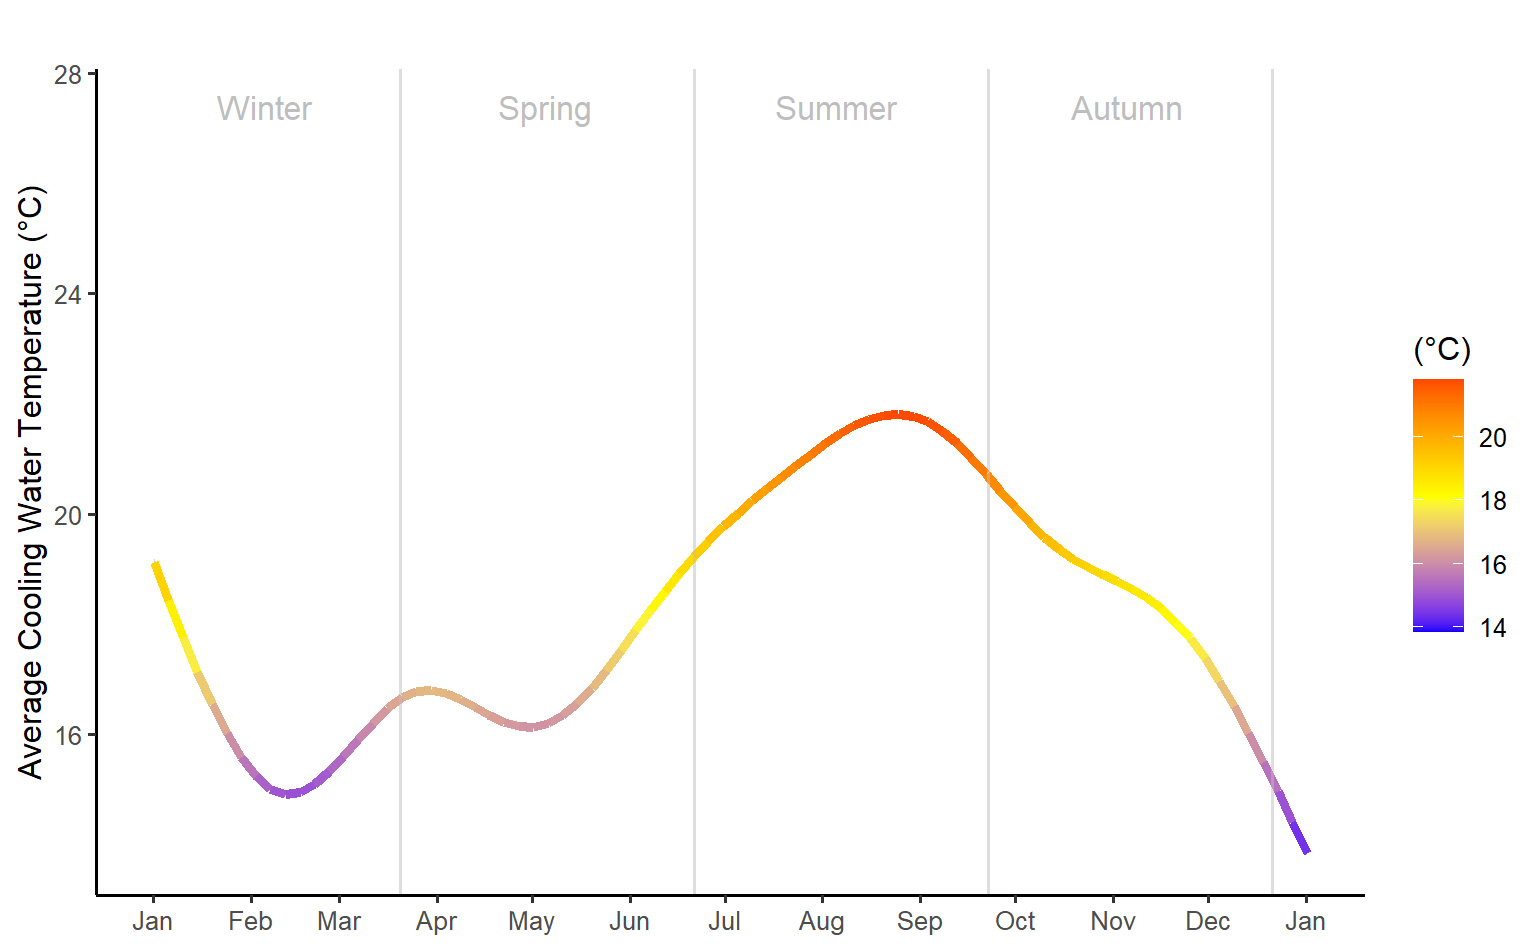 Average Cooling Water Temperature (°C)
28
24
20
16
Winter Spring Summer Autumn
Jan Feb Mar Apr May Jun Jul Aug Sep Oct Nov Dec Jan
(°C)
20
18
16
14